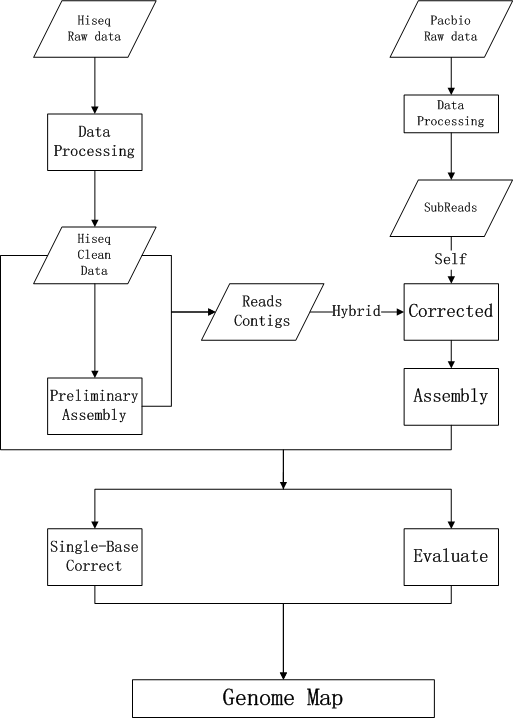 Hiseq
Raw data
Pacbio
Raw data
Data
Processing
Data
Processing
SubReads
Hiseq
Clean
Data
Self
Reads
Contigs
Hybrid
Corrected
Preliminary
Assembly
Assembly
Single-Base
Correct
Evaluate
Genome Map